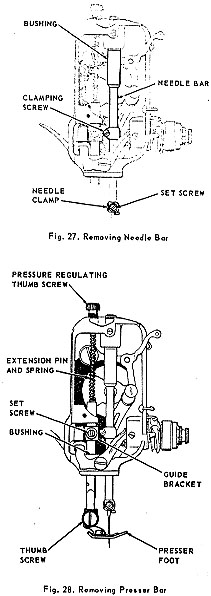 BUSHING
NEEDLE BAR
CLAMPING
SCREW
NEEDLE
CLAMP
SET SCREW
Fig. 27. Removing Needle Bar
PRESSURE REGULATING
THUMB SCREW
EXTENSION PIN
AND SPRING
SET
SCREW
BUSHING
GUIDE
BRACKET
THUMB
SCREW
PRESSER
FOOT
Fig. 28. Removing Presser Bar